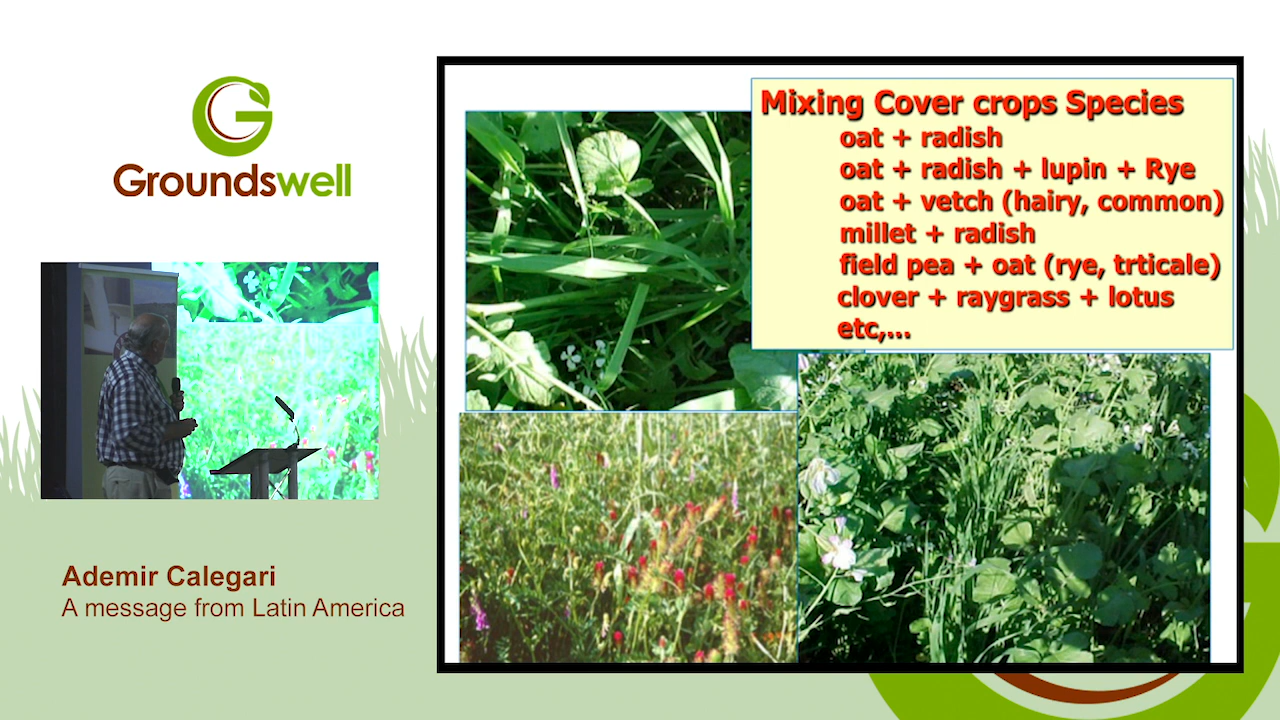 Groundswell
Ademir Calegari
A message from Latin America
Mixing Cover crops Species
oat + radish
oat + radish + lupin + Rye
oat + vetch (hairy, common)
millet + radish
field pea + oat (rye, trticale)
clover + raygrass + lotus
etc,...